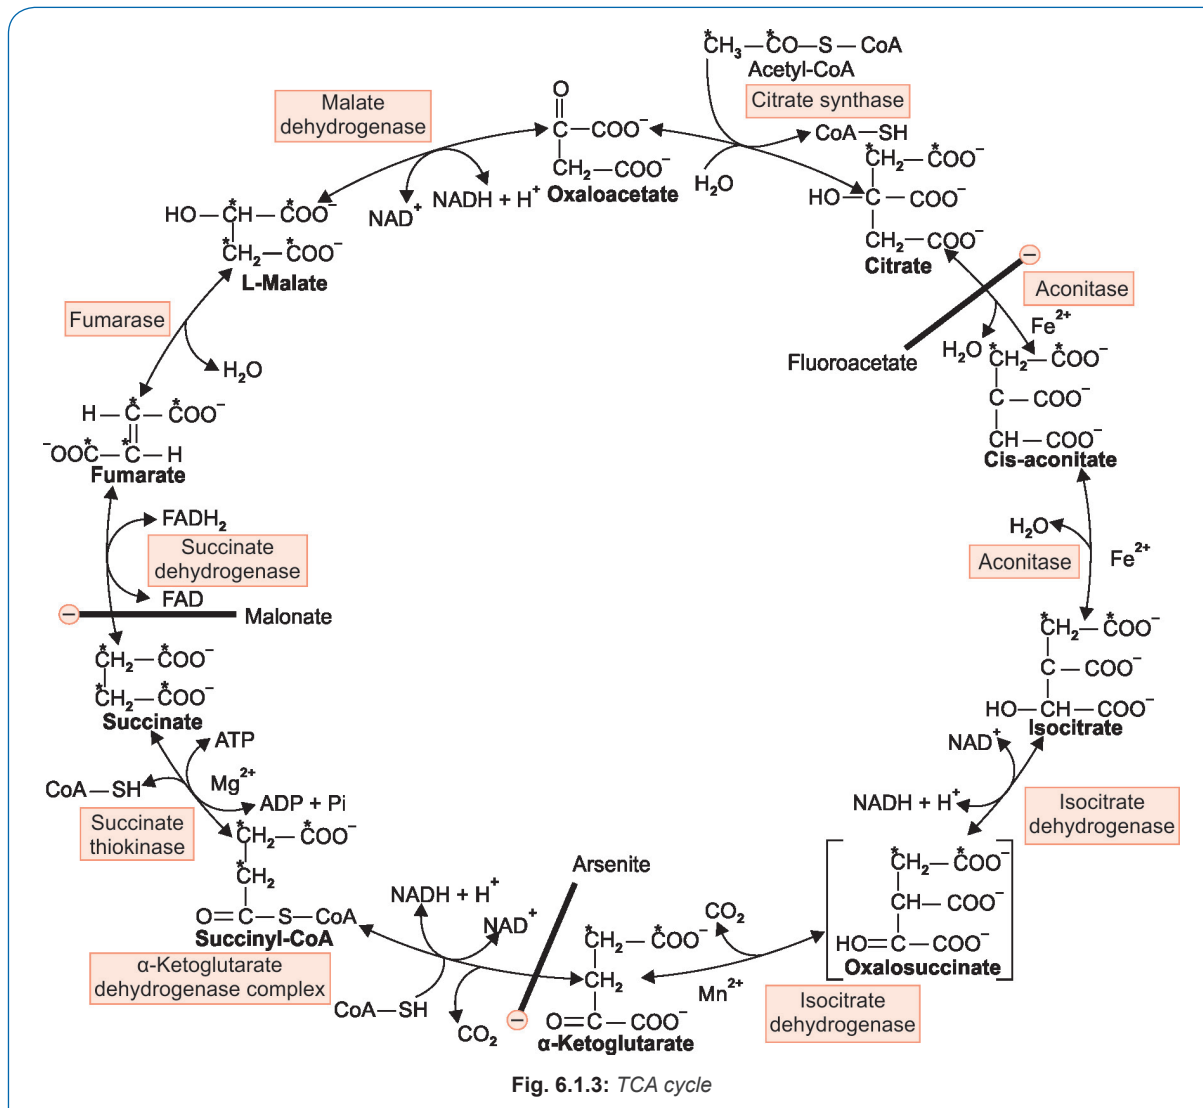 *CH₃—*CO—S—CoA
Acetyl-CoA
Citrate synthase
CoA—SH
H₂O
Malate
dehydrogenase
NAD⁺
NADH + H⁺
O
C—COO⁻
CH₂—COO⁻
Oxaloacetate
*CH₂—*COO⁻
HO—C—COO⁻
CH₂—COO⁻
Citrate
Aconitase
Fe²⁺
H₂O
Fluoroacetate
*CH₂—*COO⁻
C—COO⁻
CH—COO⁻
Cis-aconitate
H₂O
Aconitase
Fe²⁺
*CH₂—*COO⁻
C—COO⁻
HO—CH—COO⁻
Isocitrate
NAD⁺
NADH + H⁺
Isocitrate
dehydrogenase
*CH₂—*COO⁻
CH—COO⁻
HO=C—COO⁻
Oxalosuccinate
CO₂
Mn²⁺
Isocitrate
dehydrogenase
*CH₂—*COO⁻
CH₂
O=C—COO⁻
α-Ketoglutarate
Arsenite
NADH + H⁺
NAD⁺
CoA—SH
CO₂
α-Ketoglutarate
dehydrogenase complex
*CH₂—*COO⁻
*CH₂
O=C—S—CoA
Succinyl-CoA
ATP
Mg²⁺
ADP + Pi
CoA—SH
Succinate
thiokinase
*CH₂—*COO⁻
*CH₂—*COO⁻
Succinate
Malonate
FADH₂
Succinate
dehydrogenase
FAD
H—*C—*COO⁻
⁻OO*C—*C—H
Fumarate
Fumarase
H₂O
HO—*CH—*COO⁻
*CH₂—*COO⁻
L-Malate
Fig. 6.1.3: TCA cycle